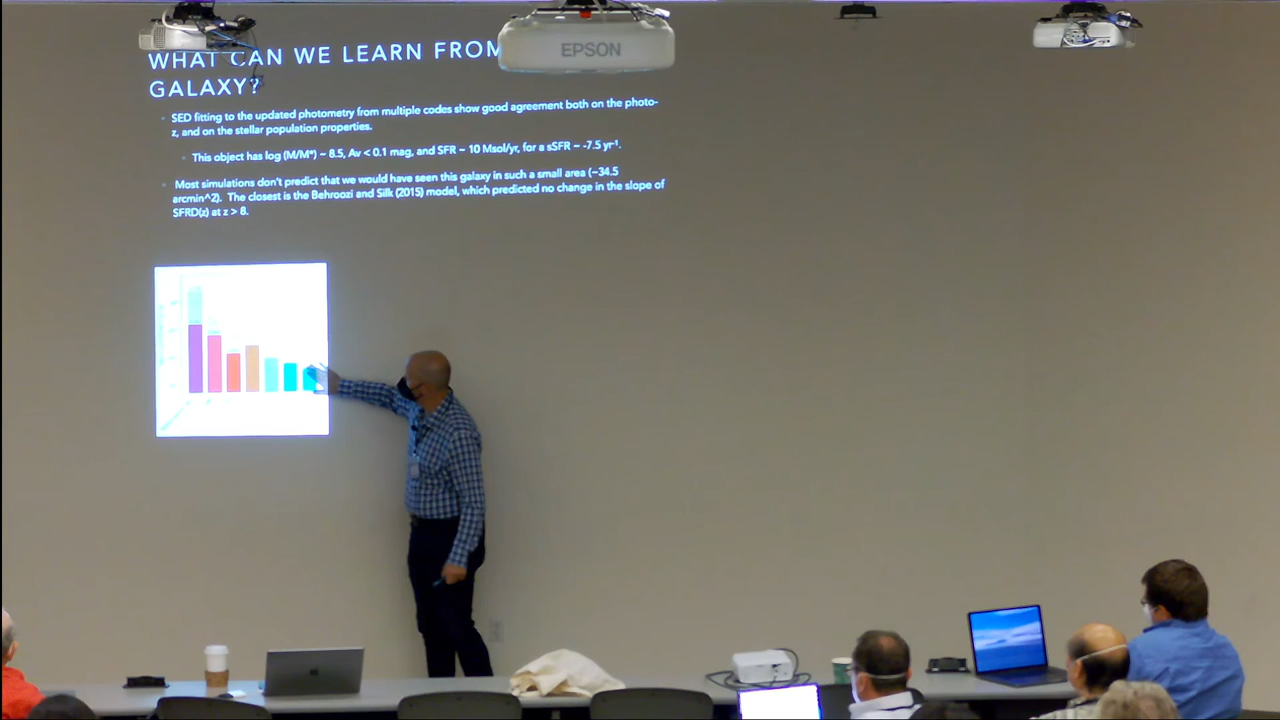 EPSON
WHAT CAN WE LEARN FROM
GALAXY?
SED fitting to the updated photometry from multiple codes show good agreement both on the photo-
z, and on the stellar population properties.
This object has log (M/M*) ~ 8.5, Av < 0.1 mag, and SFR ~ 10 Msol/yr, for a sSFR ~ -7.5 yr⁻¹.
Most simulations don't predict that we would have seen this galaxy in such a small area (~34.5
arcmin^2). The closest is the Behroozi and Silk (2015) model, which predicted no change in the slope of
SFRD(z) at z > 8.